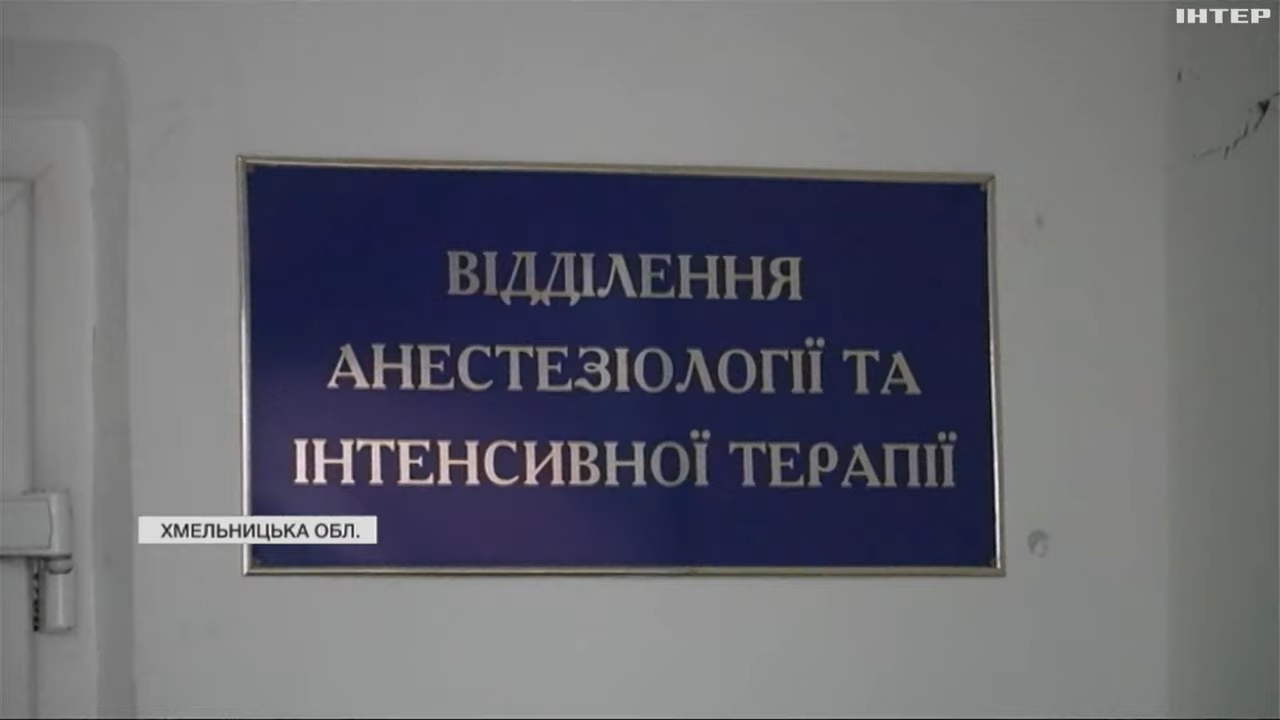 ІНТЕР
ВІДДІЛЕННЯ
АНЕСТЕЗІОЛОГІЇ ТА
ІНТЕНСИВНОЇ ТЕРАПІЇ
ХМЕЛЬНИЦЬКА ОБЛ.